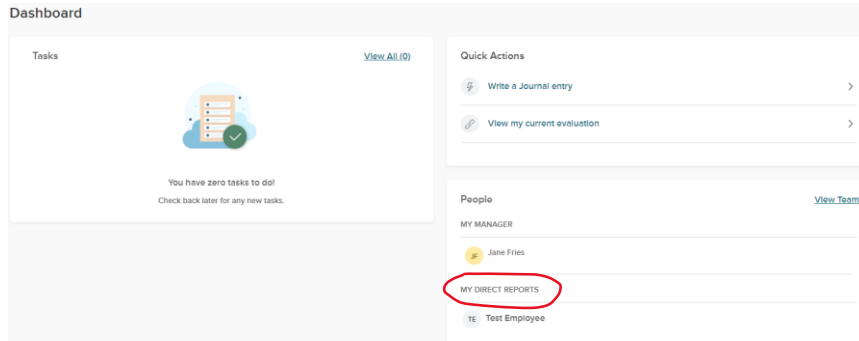 Dashboard
Tasks
View All (0)
You have zero tasks to do!
Check back later for any new tasks.
Quick Actions
Write a Journal entry
View my current evaluation
People
View Team
MY MANAGER
JF Jane Fries
MY DIRECT REPORTS
TE Test Employee